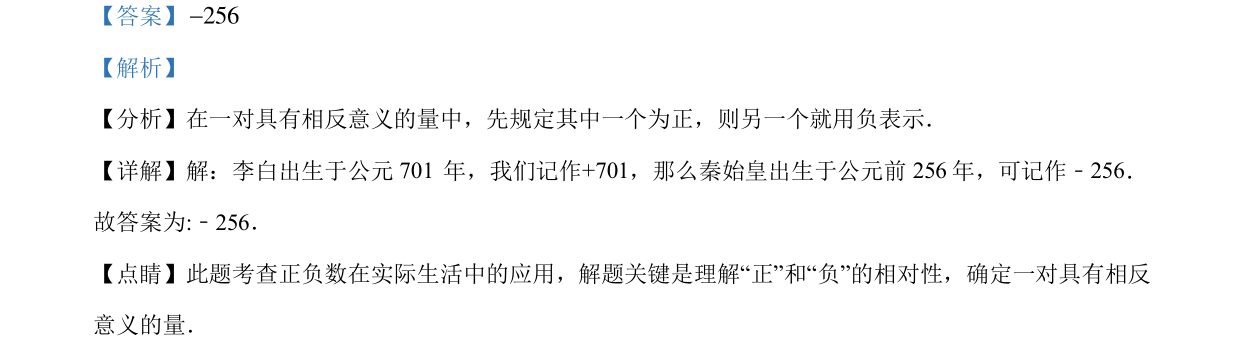 【答案】–256
【解析】
【分析】在一对具有相反意义的量中，先规定其中一个为正，则另一个就用负表示．
【详解】解：李白出生于公元 701 年，我们记作+701，那么秦始皇出生于公元前 256 年，可记作﹣256．
故答案为:﹣256．
【点睛】此题考查正负数在实际生活中的应用，解题关键是理解“正”和“负”的相对性，确定一对具有相反
意义的量．